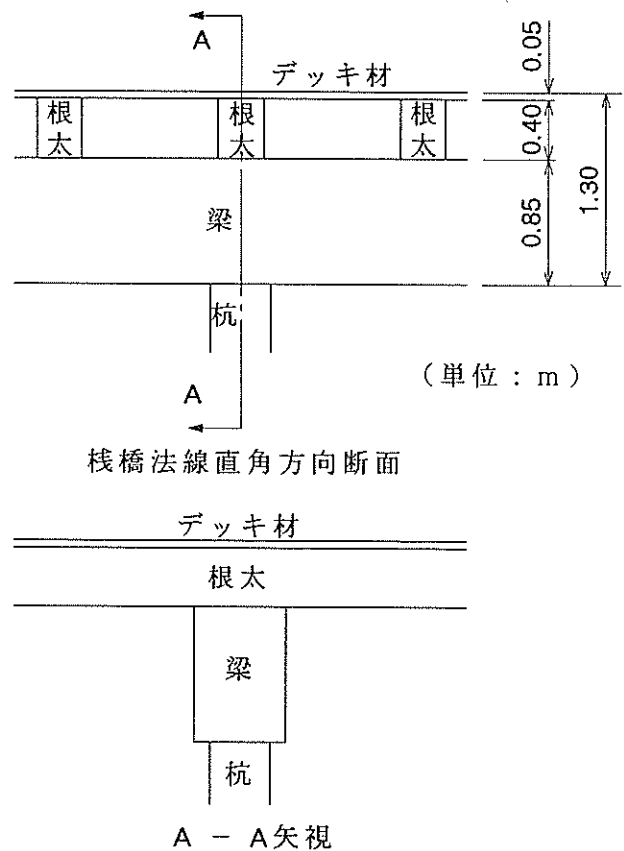 A
デッキ材
根太
根太
根太
0.05
0.40
0.85
1.30
梁
杭
A
(単位：m)
桟橋法線直角方向断面
デッキ材
根太
梁
杭
A － A矢視